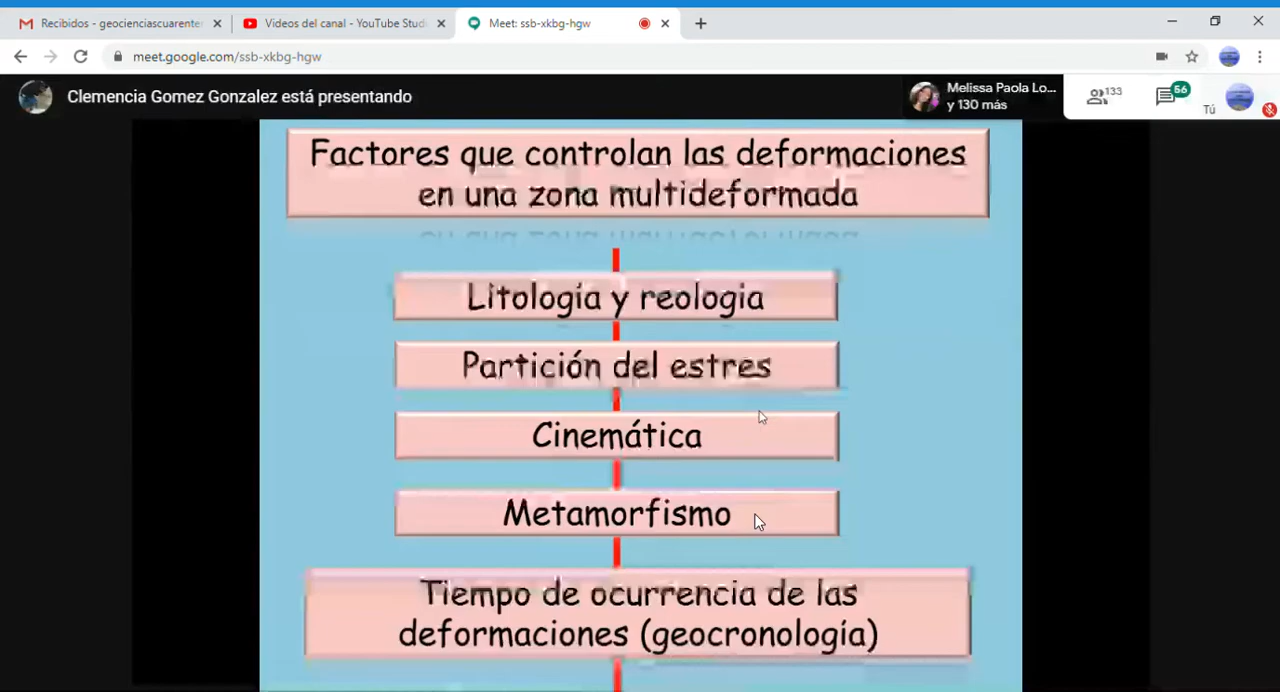 Recibidos - geocienciascuarente
Videos del canal - YouTube Studi
Meet: ssb-xkbg-hgw
meet.google.com/ssb-xkbg-hgw
Clemencia Gomez Gonzalez está presentando
Melissa Paola Lo...
y 130 más
133
56
Tú
Factores que controlan las deformaciones
en una zona multideformada
Litología y reologia
Partición del estres
Cinemática
Metamorfismo
Tiempo de ocurrencia de las
deformaciones (geocronología)